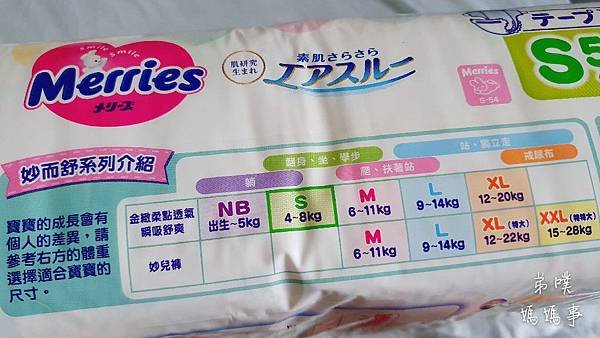 smile smile
Merries
メリーズ
肌研究
生まれ
素肌さらさら
エアスルー
テープ
S5
Merries
S-54
妙而舒系列介紹
寶寶的成長會有
個人的差異，請
參考右方的體重
選擇適合寶寶的
尺寸。
翻身、坐、學步
站、獨立走
躺
爬、扶著站
戒尿布
金緻柔點透氣
瞬吸舒爽
NB
出生~5kg
S
4~8kg
M
6~11kg
L
9~14kg
XL
12~20kg
妙兒褲
M
6~11kg
L
9~14kg
XL(特大)
12~22kg
XXL(特特大)
15~28kg
弟噗
媽媽事